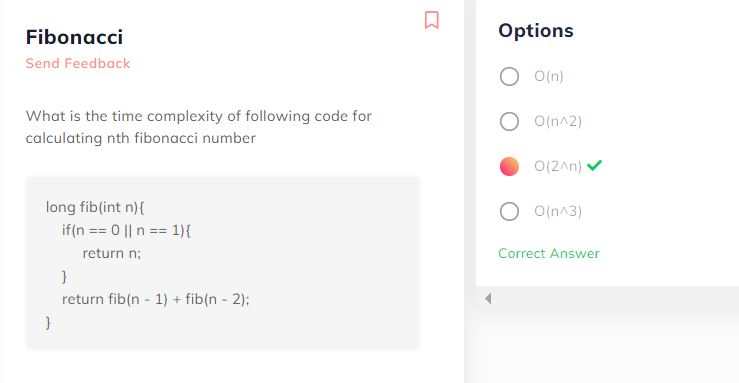 Fibonacci
Send Feedback
What is the time complexity of following code for
calculating nth fibonacci number
long fib(int n){
if(n == 0 || n == 1){
return n;
}
return fib(n - 1) + fib(n - 2);
}
Options
O(n)
O(n^2)
O(2^n)
O(n^3)
Correct Answer